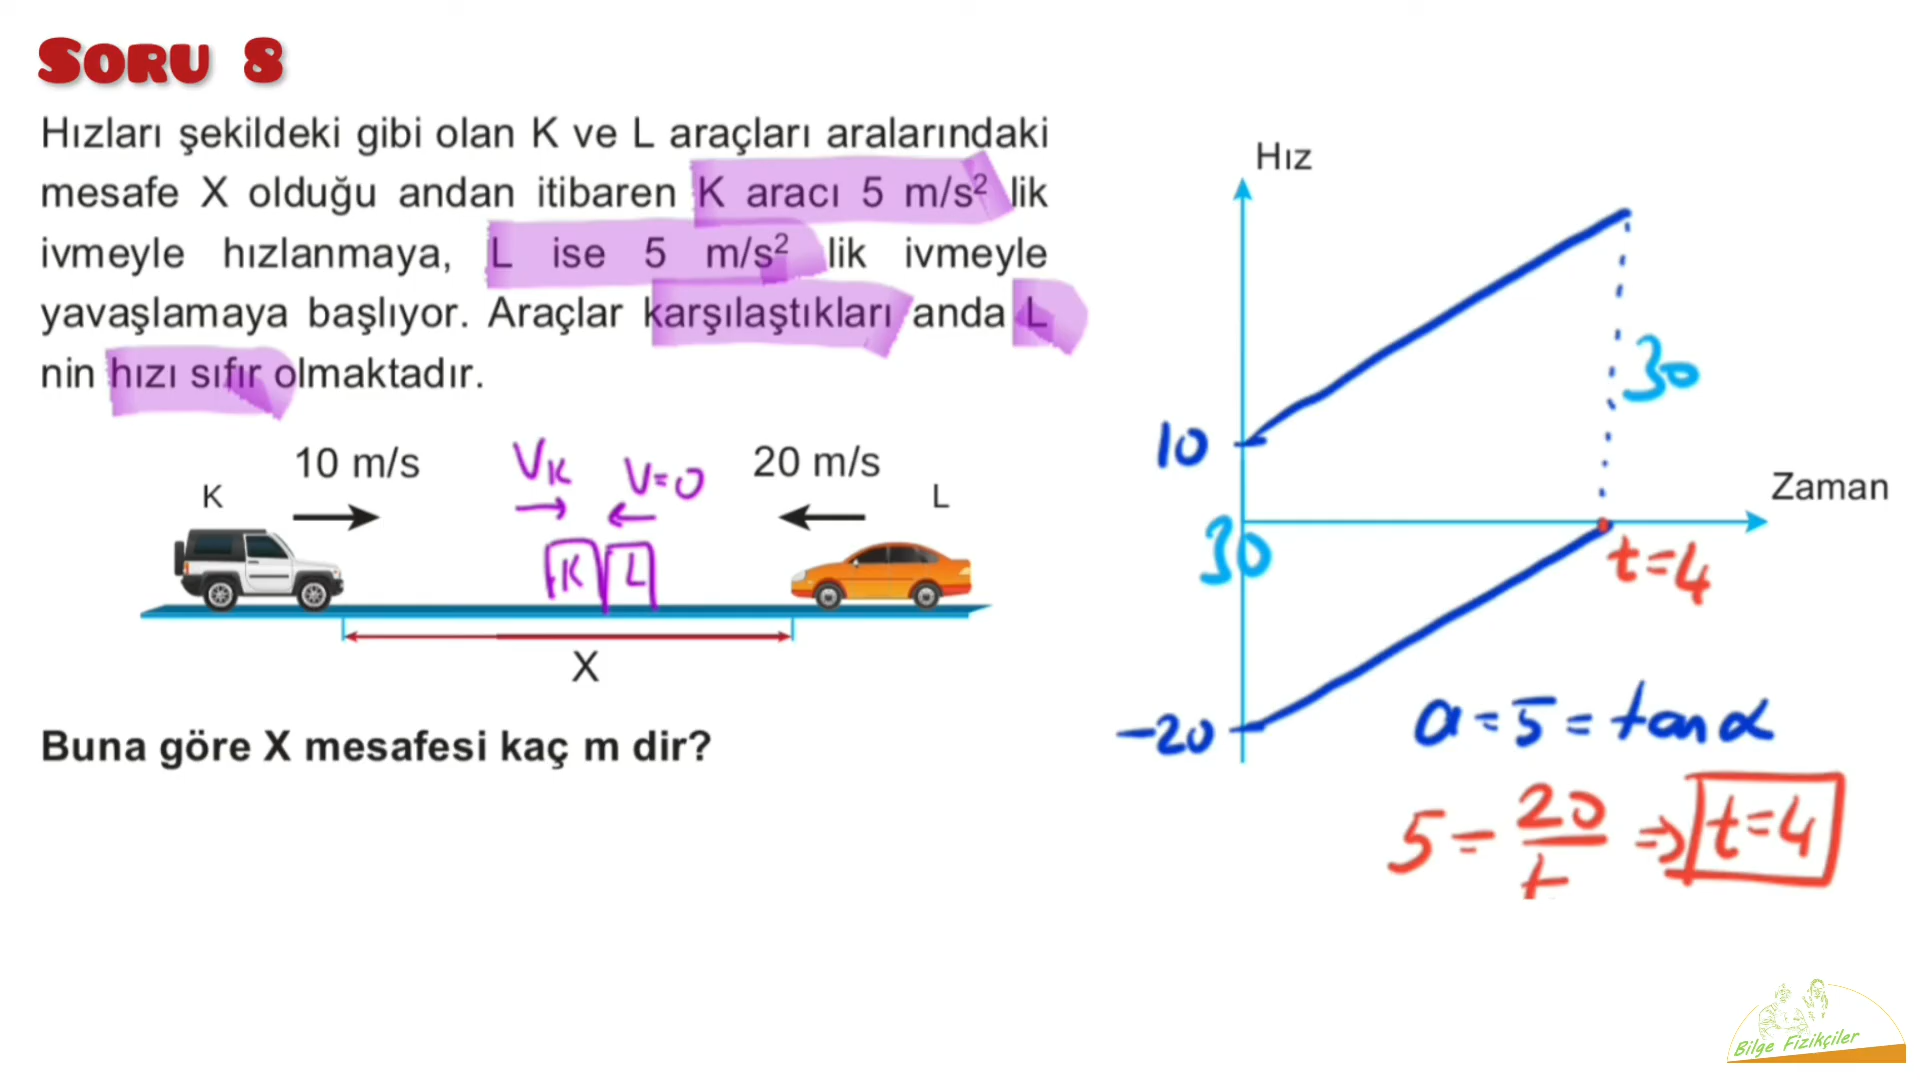 SORU 8
Hızları şekildeki gibi olan K ve L araçları aralarındaki
mesafe X olduğu andan itibaren K aracı 5 m/s² lik
ivmeyle hızlanmaya, L ise 5 m/s² lik ivmeyle
yavaşlamaya başlıyor. Araçlar karşılaştıkları anda L
nin hızı sıfır olmaktadır.
K
10 m/s
VK
V=0
20 m/s
L
K L
X
Buna göre X mesafesi kaç m dir?
Hız
10
30
Zaman
30
t=4
-20
a=5=tanα
5=20/t ⇒ t=4
Bilge Fizikçiler